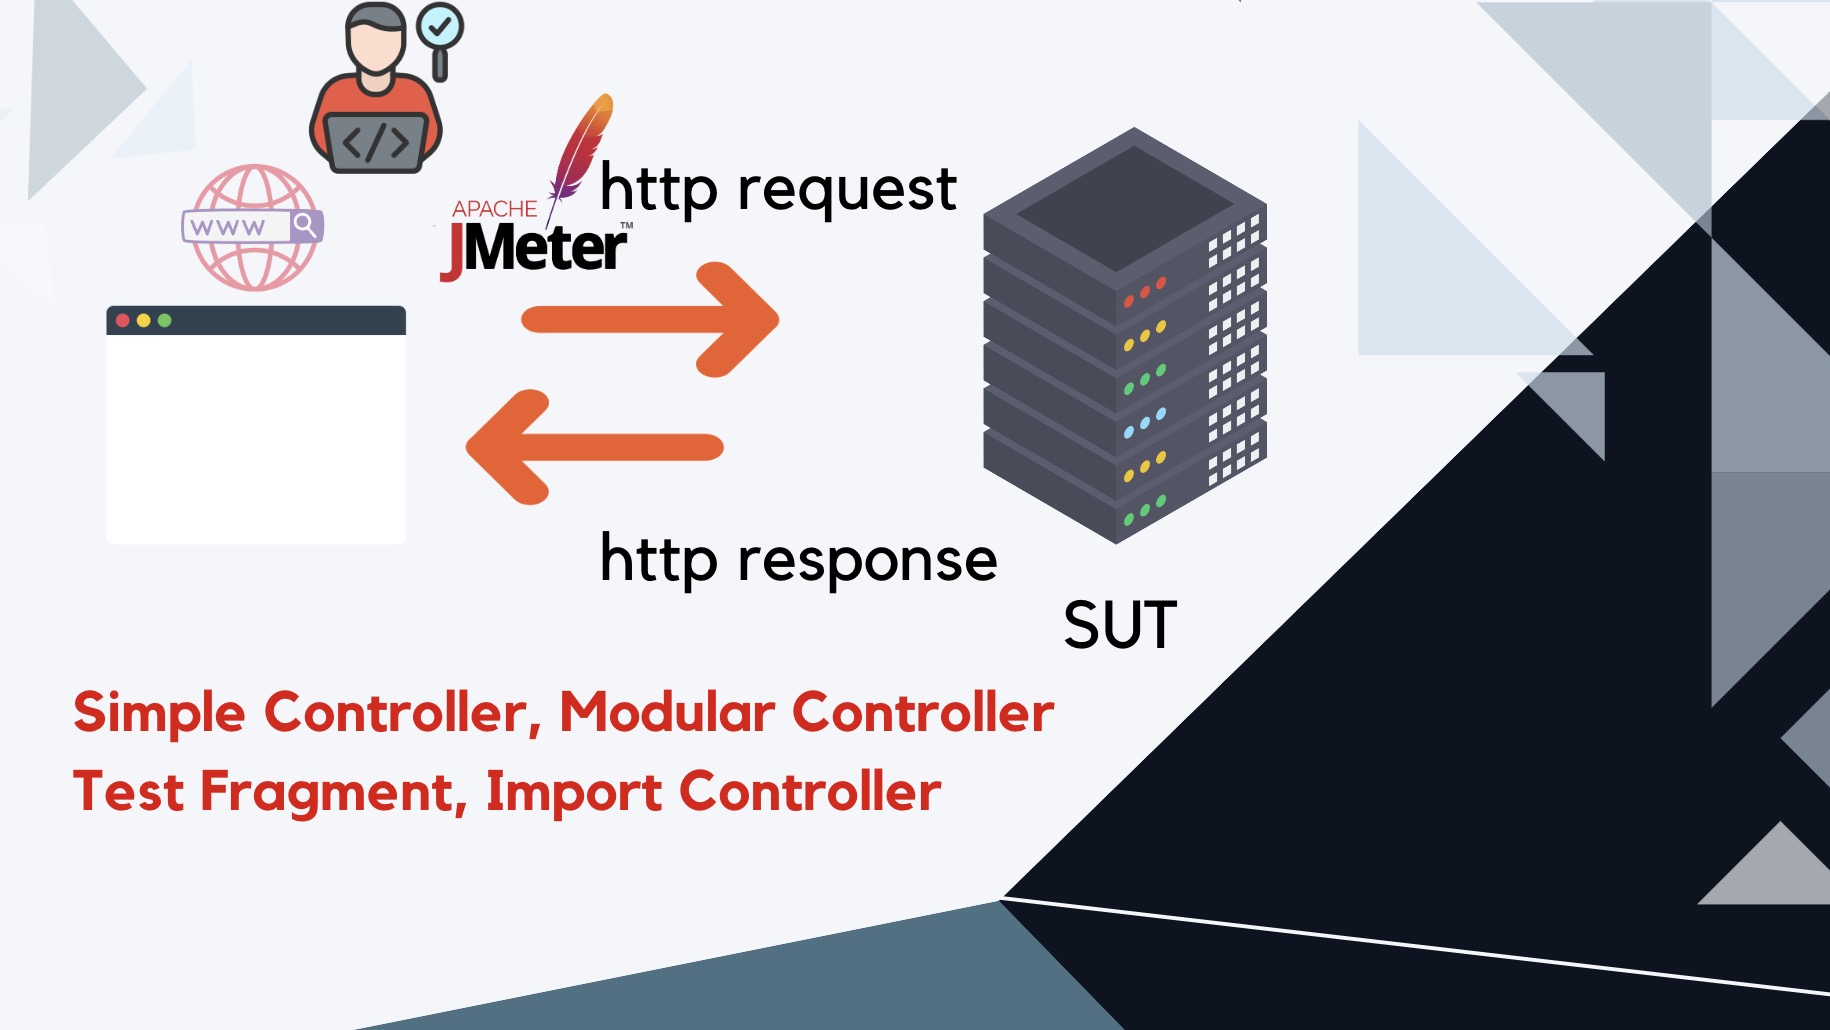 </>
www
APACHE
JMeter™
http request
http response
SUT
Simple Controller, Modular Controller
Test Fragment, Import Controller